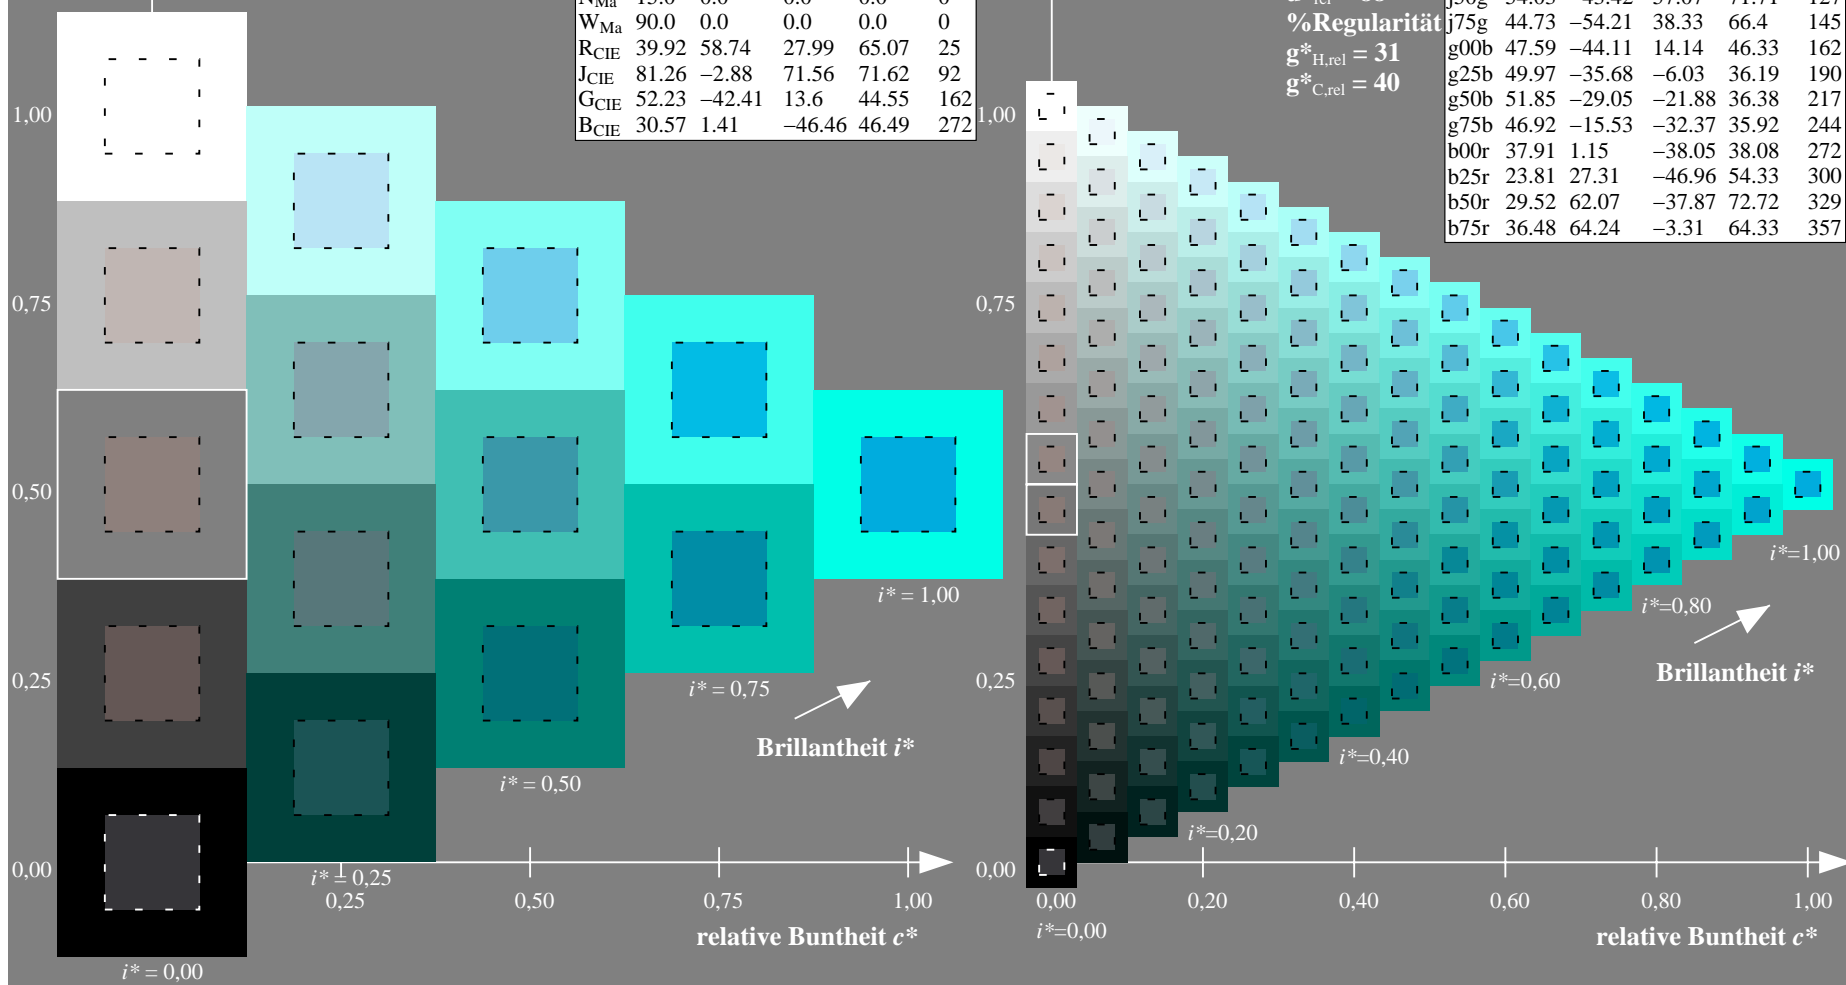 W_Ma 90.0 0.0 0.0 0.0 0
R_CIE 39.92 58.74 27.99 65.07 25
J_CIE 81.26 −2.88 71.56 71.62 92
G_CIE 52.23 −42.41 13.6 44.55 162
B_CIE 30.57 1.41 −46.46 46.49 272
1,00
0,75
0,50
0,25
0,00
i* = 1,00
i* = 0,75
Brillantheit i*
i* = 0,50
i* = 0,25
0,25 0,50 0,75 1,00
relative Buntheit c*
i* = 0,00
%Regularität
g*H,rel = 31
g*C,rel = 40
j75g 44.73 −54.21 38.33 66.4 145
g00b 47.59 −44.11 14.14 46.33 162
g25b 49.97 −35.68 −6.03 36.19 190
g50b 51.85 −29.05 −21.88 36.38 217
g75b 46.92 −15.53 −32.37 35.92 244
b00r 37.91 1.15 −38.05 38.08 272
b25r 23.81 27.31 −46.96 54.33 300
b50r 29.52 62.07 −37.87 72.72 329
b75r 36.48 64.24 −3.31 64.33 357
1,00
0,75
0,50
0,25
0,00
i*=1,00
i*=0,80
Brillantheit i*
i*=0,60
i*=0,40
i*=0,20
0,00 0,20 0,40 0,60 0,80 1,00
i*=0,00
relative Buntheit c*